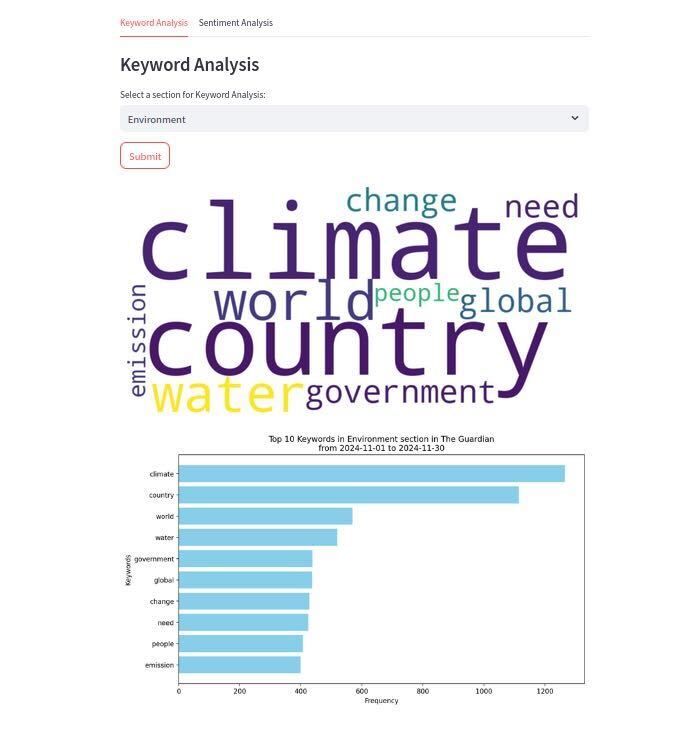 Keyword Analysis Sentiment Analysis
Keyword Analysis
Select a section for Keyword Analysis:
Environment
Submit
change
need
climate
world
people
global
emission
country
water
government
Top 10 Keywords in Environment section in The Guardian
from 2024-11-01 to 2024-11-30
climate
country
world
water
government
global
change
need
people
emission
Keywords
0 200 400 600 800 1000 1200
Frequency